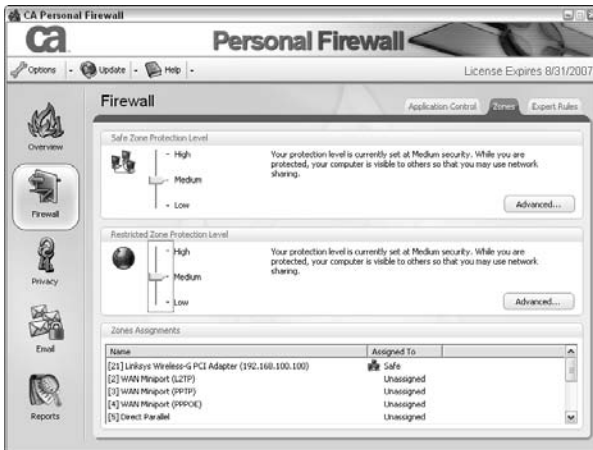 CA Personal Firewall
ca
Personal Firewall
Options
Update
Help
License Expires 8/31/2007
Overview
Firewall
Privacy
Email
Reports
Firewall
Application Control
Zones
Expert Rules
Safe Zone Protection Level
High
Medium
Low
Your protection level is currently set at Medium security. While you are
protected, your computer is visible to others so that you may use network
sharing.
Advanced...
Restricted Zone Protection Level
High
Medium
Low
Your protection level is currently set at Medium security. While you are
protected, your computer is visible to others so that you may use network
sharing.
Advanced...
Zones Assignments
Name Assigned To
[21] Linksys Wireless-G PCI Adapter (192.168.100.100) Safe
[2] WAN Miniport (L2TP) Unassigned
[3] WAN Miniport (PPTP) Unassigned
[4] WAN Miniport (PPPOE) Unassigned
[5] Direct Parallel Unassigned